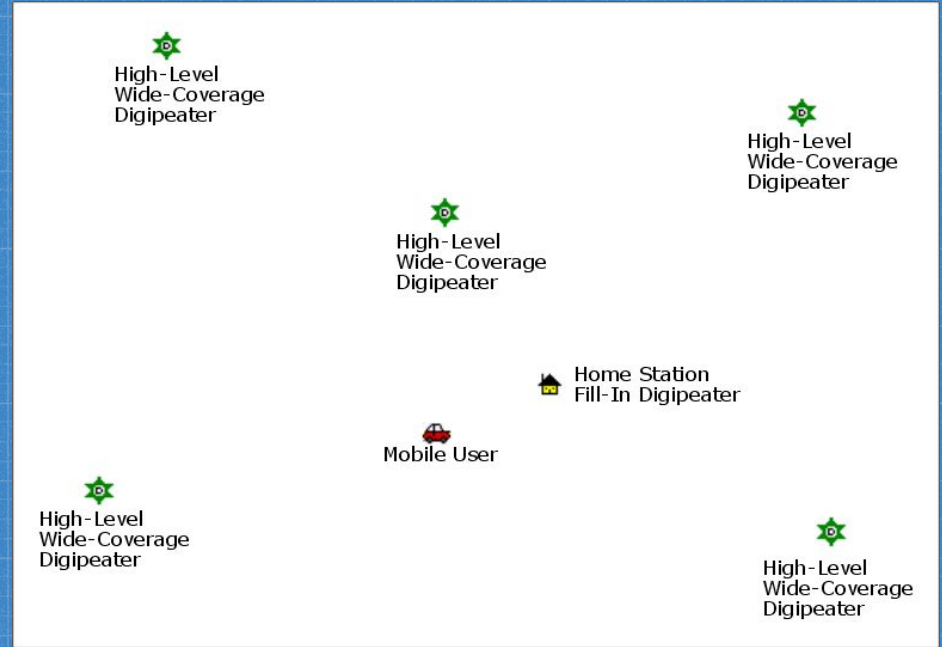 D
High-Level
Wide-Coverage
Digipeater
D
High-Level
Wide-Coverage
Digipeater
D
High-Level
Wide-Coverage
Digipeater
Home Station
Fill-In Digipeater
Mobile User
D
High-Level
Wide-Coverage
Digipeater
D
High-Level
Wide-Coverage
Digipeater